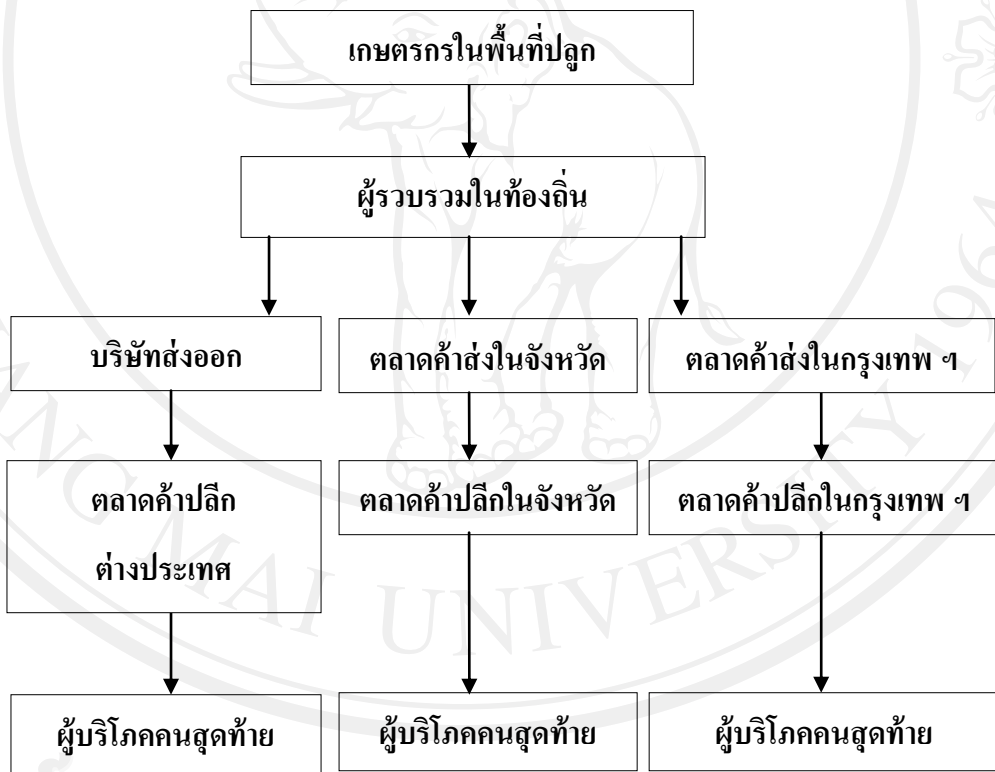 เกษตรกรในพื้นที่ปลูก
ผู้รวบรวมในท้องถิ่น
บริษัทส่งออก
ตลาดค้าส่งในจังหวัด
ตลาดค้าส่งในกรุงเทพ ฯ
ตลาดค้าปลีก
ต่างประเทศ
ตลาดค้าปลีกในจังหวัด
ตลาดค้าปลีกในกรุงเทพ ฯ
ผู้บริโภคคนสุดท้าย
ผู้บริโภคคนสุดท้าย
ผู้บริโภคคนสุดท้าย
ANG MAI UNIVERSITY 1964